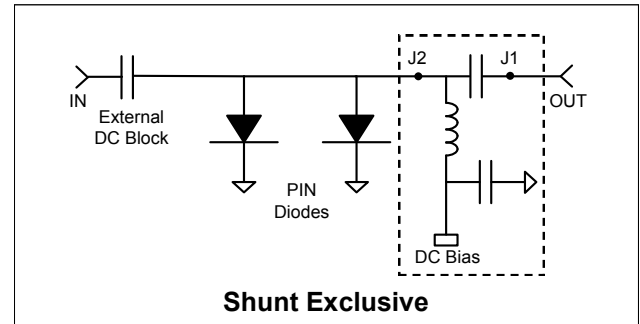 J2
J1
IN
OUT
External
DC Block
PIN
Diodes
DC Bias
Shunt Exclusive